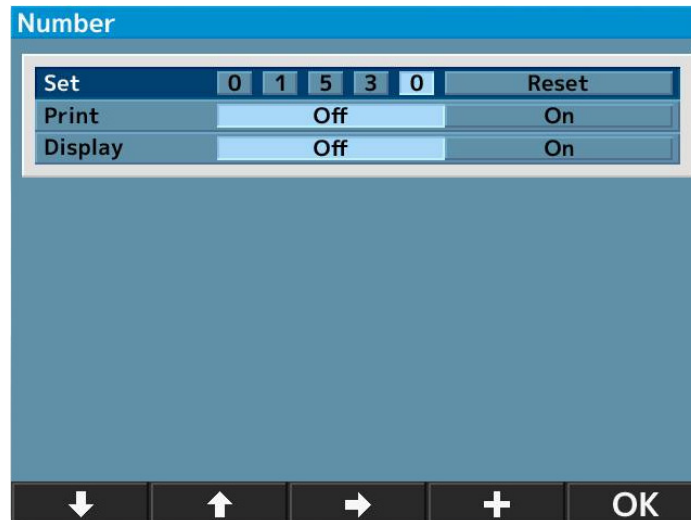 Number
Set 0 1 5 3 0 Reset
Print Off On
Display Off On
OK